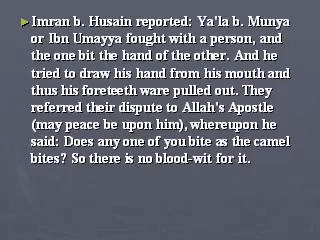 ►Imran b. Husain reported: Ya'la b. Munya
or Ibn Umayya fought with a person, and
the one bit the hand of the other. And he
tried to draw his hand from his mouth and
thus his foreteeth ware pulled out. They
referred their dispute to Allah's Apostle
(may peace be upon him), whereupon he
said: Does any one of you bite as the camel
bites? So there is no blood-wit for it.